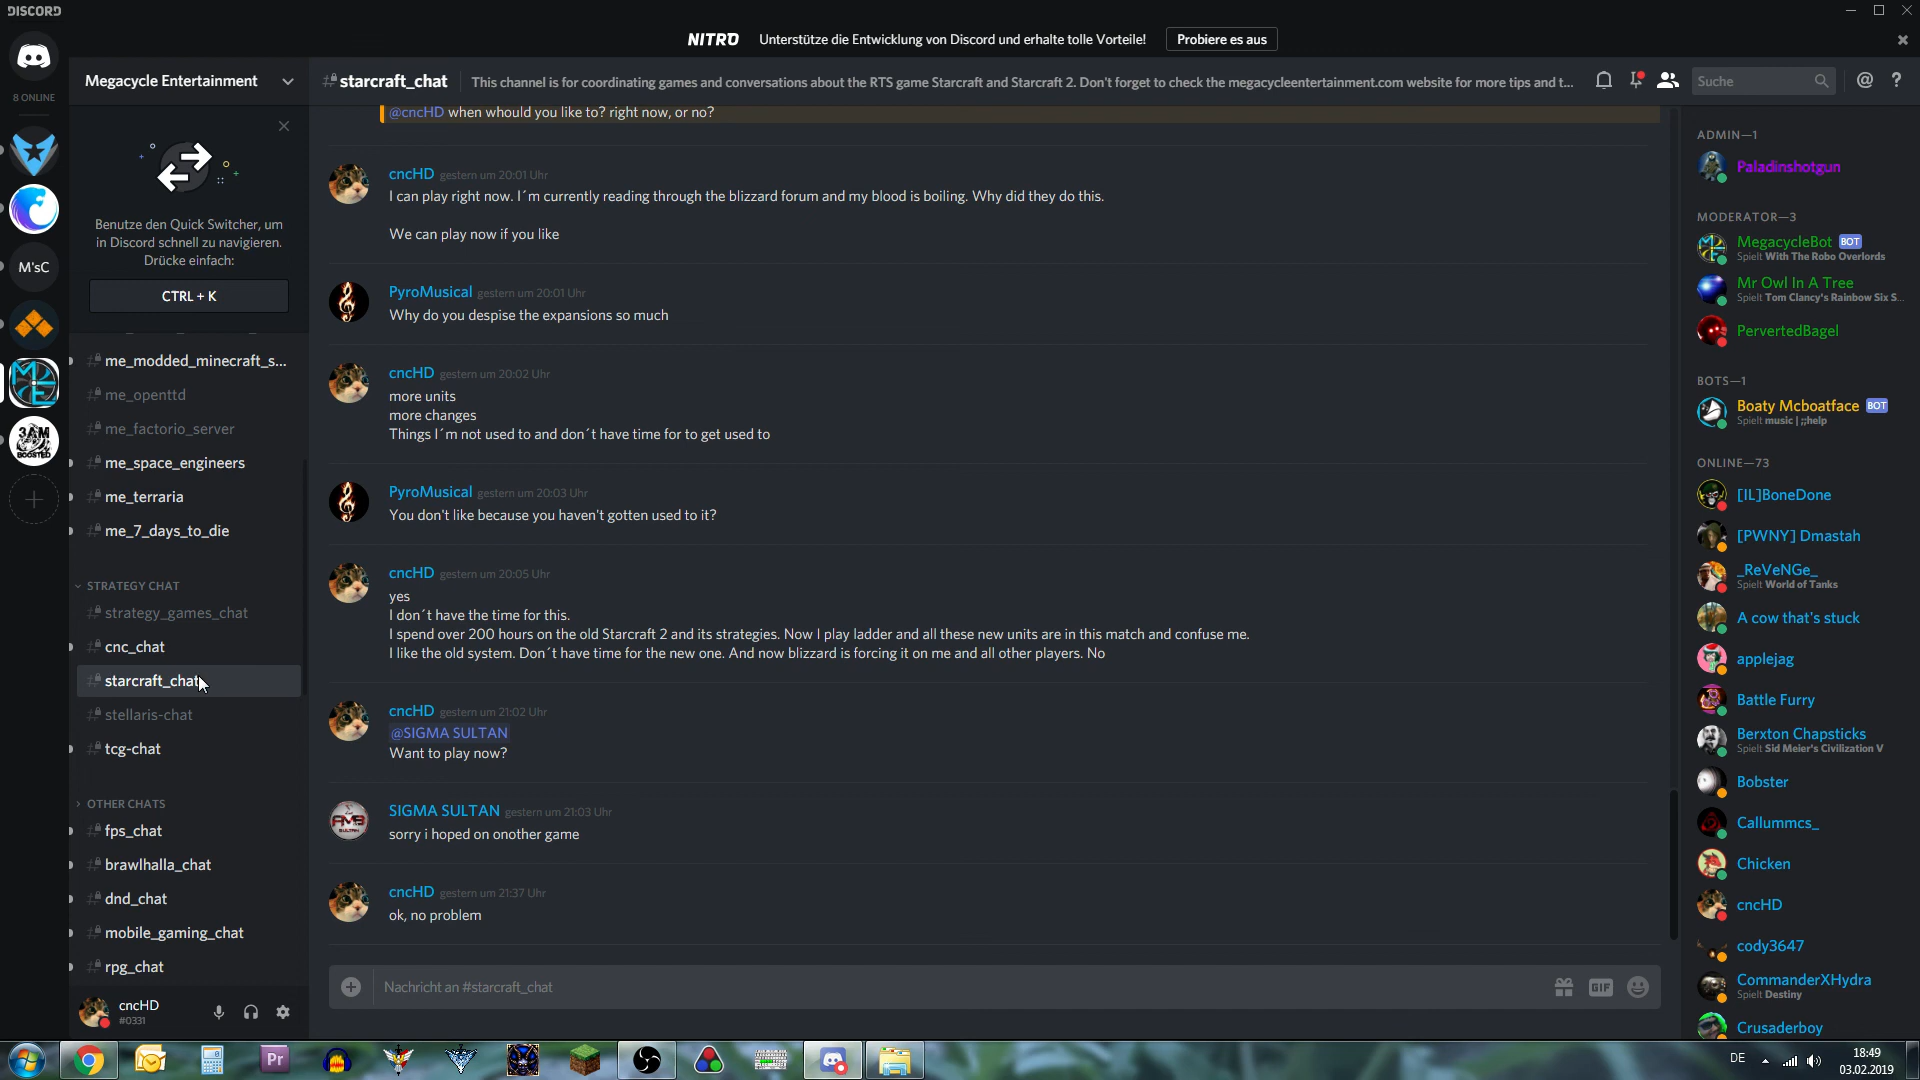 DISCORD
NITRO Unterstütze die Entwicklung von Discord und erhalte tolle Vorteile! Probiere es aus
8 ONLINE
M'sC
3AM
BOOSTED
Megacycle Entertainment
Benutze den Quick Switcher, um
in Discord schnell zu navigieren.
Drücke einfach:
CTRL + K
me_modded_minecraft_s...
me_openttd
me_factorio_server
me_space_engineers
me_terraria
me_7_days_to_die
STRATEGY CHAT
strategy_games_chat
cnc_chat
starcraft_chat
stellaris-chat
tcg-chat
OTHER CHATS
fps_chat
brawlhalla_chat
dnd_chat
mobile_gaming_chat
rpg_chat
cncHD
#0331
starcraft_chat
This channel is for coordinating games and conversations about the RTS game Starcraft and Starcraft 2. Don't forget to check the megacycleentertainment.com website for more tips and t...
Suche
@cncHD when whould you like to? right now, or no?
cncHD gestern um 20:01 Uhr
I can play right now. I´m currently reading through the blizzard forum and my blood is boiling. Why did they do this.
We can play now if you like
PyroMusical gestern um 20:01 Uhr
Why do you despise the expansions so much
cncHD gestern um 20:02 Uhr
more units
more changes
Things I´m not used to and don´t have time for to get used to
PyroMusical gestern um 20:03 Uhr
You don't like because you haven't gotten used to it?
cncHD gestern um 20:05 Uhr
yes
I don´t have the time for this.
I spend over 200 hours on the old Starcraft 2 and its strategies. Now I play ladder and all these new units are in this match and confuse me.
I like the old system. Don´t have time for the new one. And now blizzard is forcing it on me and all other players. No
cncHD gestern um 21:02 Uhr
@SIGMA SULTAN
Want to play now?
SIGMA SULTAN gestern um 21:03 Uhr
sorry i hoped on onother game
cncHD gestern um 21:37 Uhr
ok, no problem
Nachricht an #starcraft_chat
GIF
ADMIN—1
Paladinshotgun
MODERATOR—3
MegacycleBot BOT
Spielt With The Robo Overlords
Mr Owl In A Tree
Spielt Tom Clancy's Rainbow Six S...
PervertedBagel
BOTS—1
Boaty Mcboatface BOT
Spielt music | ;;help
ONLINE—73
[IL]BoneDone
[PWNY] Dmastah
_ReVeNGe_
Spielt World of Tanks
A cow that's stuck
applejag
Battle Furry
Berxton Chapsticks
Spielt Sid Meier's Civilization V
Bobster
Callummcs_
Chicken
cncHD
cody3647
CommanderXHydra
Spielt Destiny
Crusaderboy
Pr
DE
18:49
03.02.2019